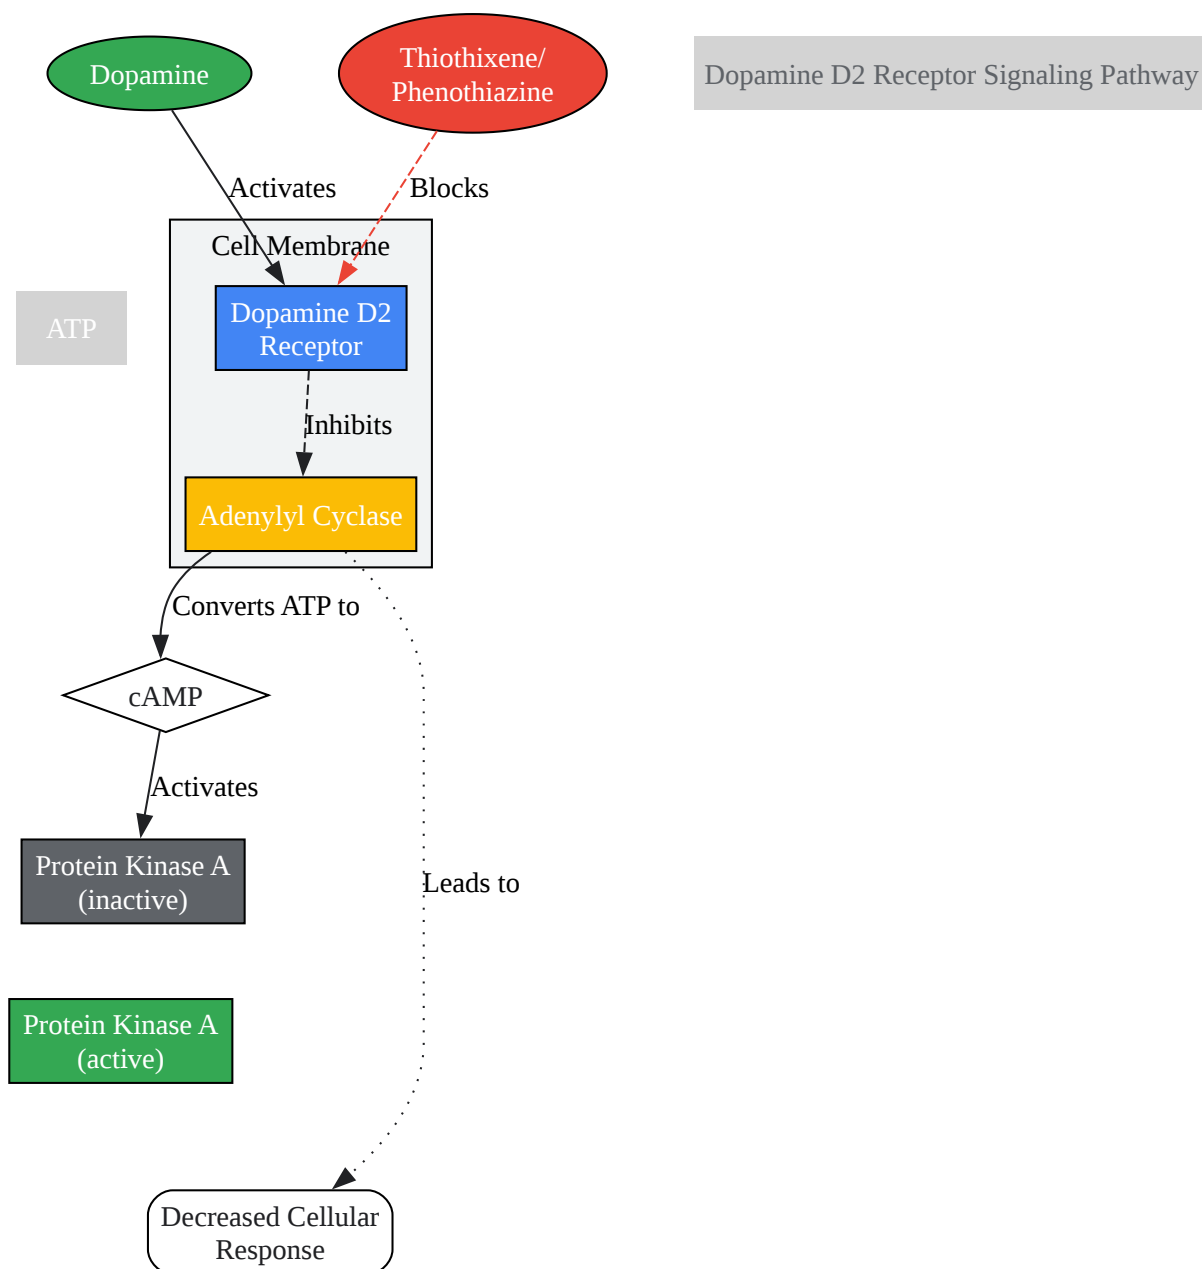 Dopamine
Thiothixene/
Phenothiazine
Dopamine D2 Receptor Signaling Pathway
Activates
Blocks
Cell Membrane
ATP
Dopamine D2
Receptor
Inhibits
Adenylyl Cyclase
Converts ATP to
cAMP
Activates
Protein Kinase A
(inactive)
Leads to
Protein Kinase A
(active)
Decreased Cellular
Response